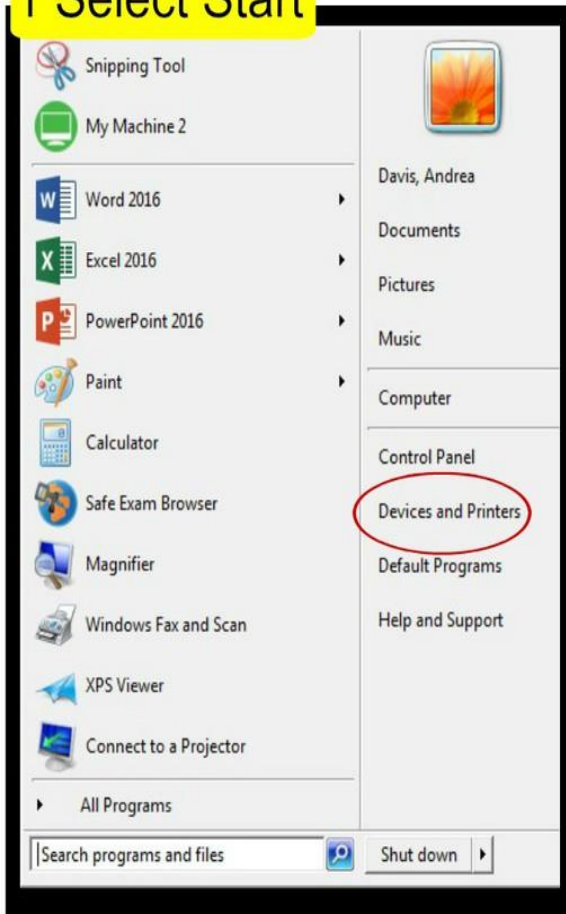 1 Select Start
Snipping Tool
My Machine 2
Word 2016
Excel 2016
PowerPoint 2016
Paint
Calculator
Safe Exam Browser
Magnifier
Windows Fax and Scan
XPS Viewer
Connect to a Projector
All Programs
Search programs and files
Davis, Andrea
Documents
Pictures
Music
Computer
Control Panel
Devices and Printers
Default Programs
Help and Support
Shut down